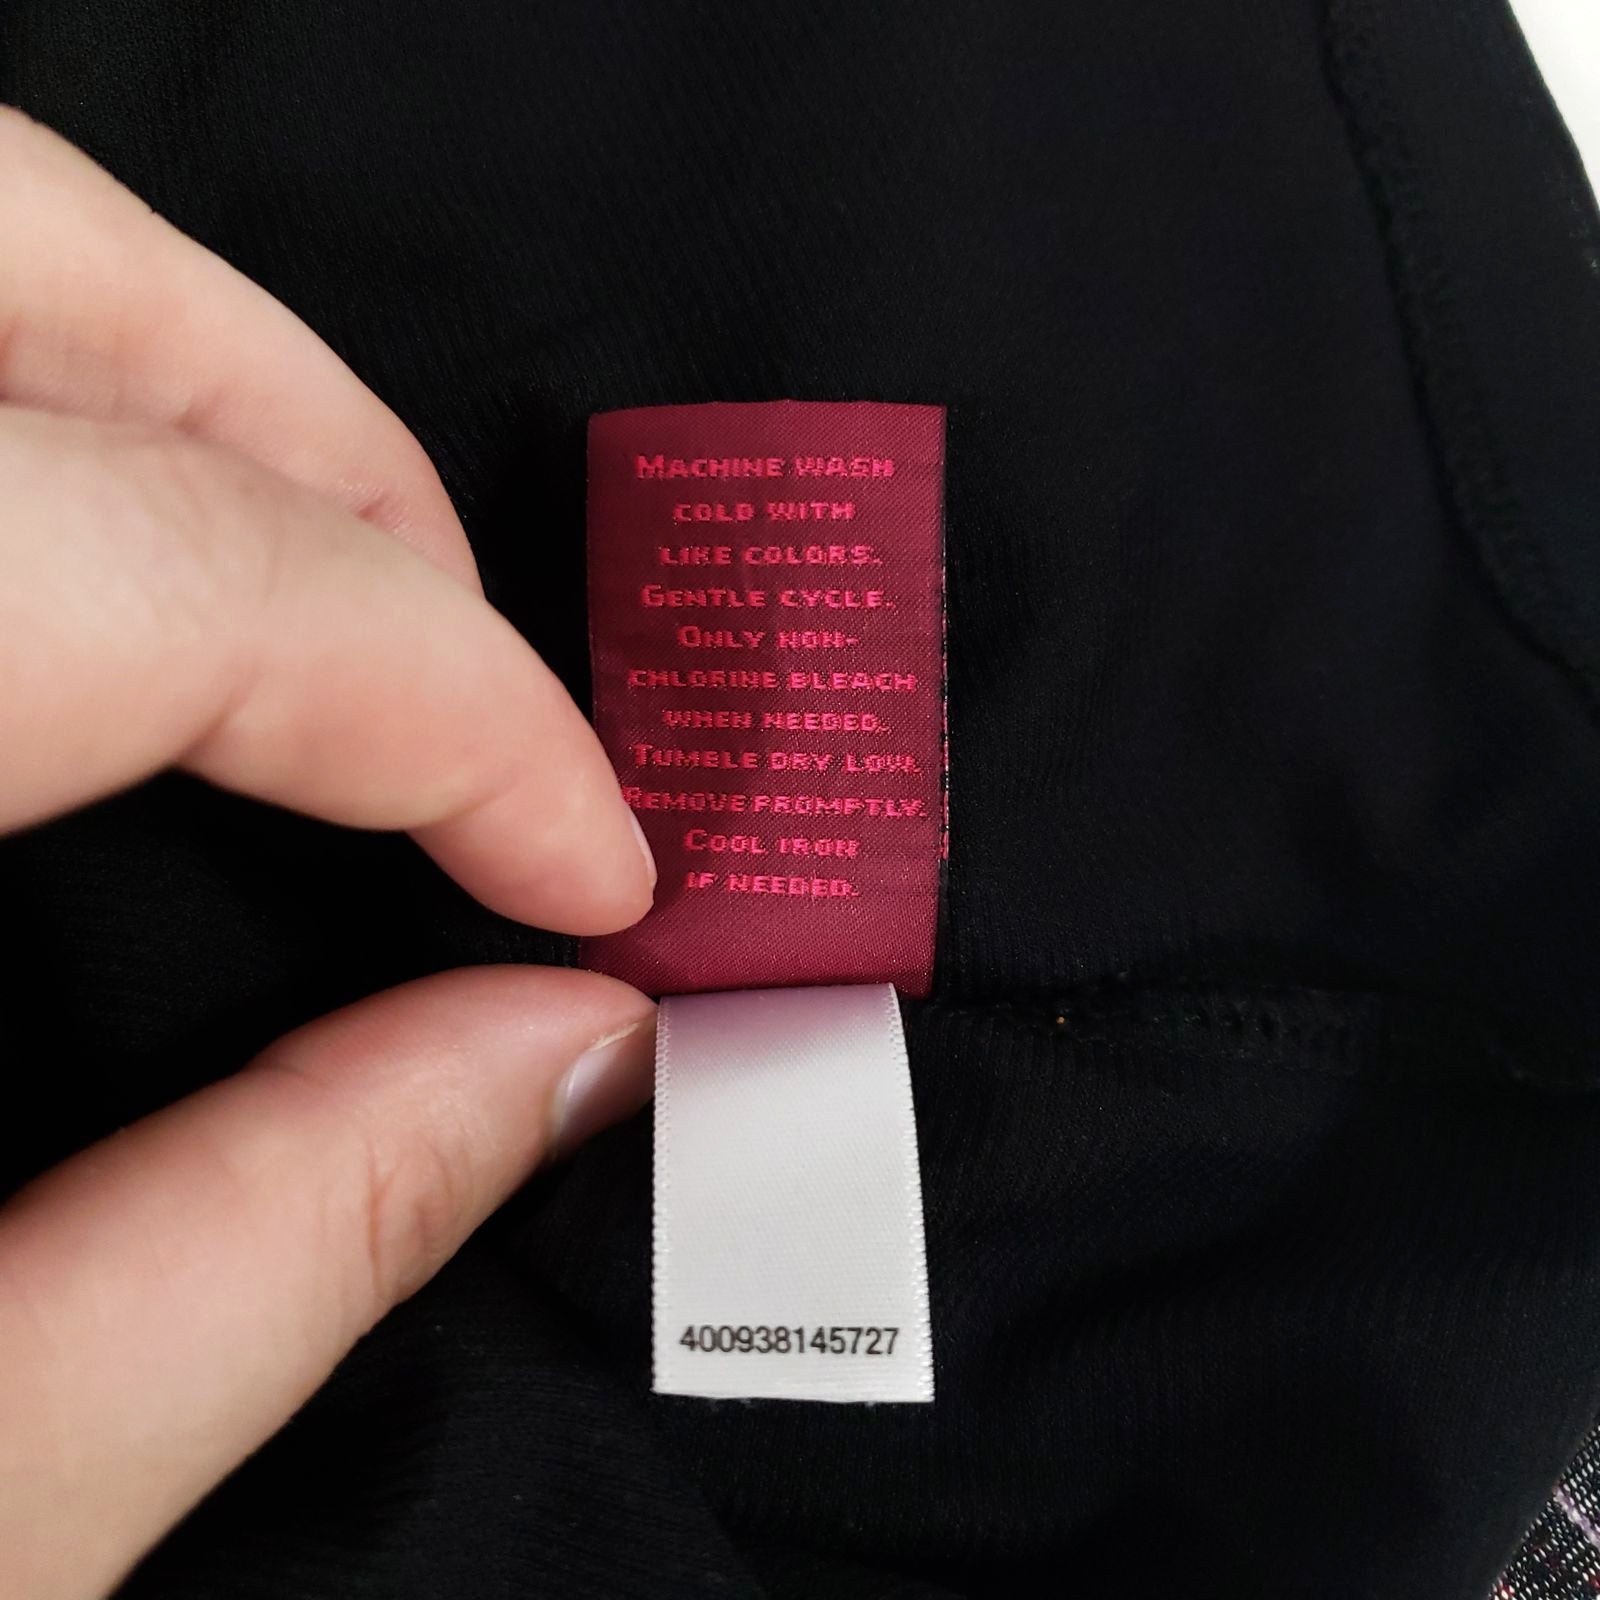 MACHINE WASH
COLD WITH
LIKE COLORS.
GENTLE CYCLE.
ONLY NON-
CHLORINE BLEACH
WHEN NEEDED.
TUMBLE DRY LOW.
REMOVE PROMPTLY.
COOL IRON
IF NEEDED.
400938145727